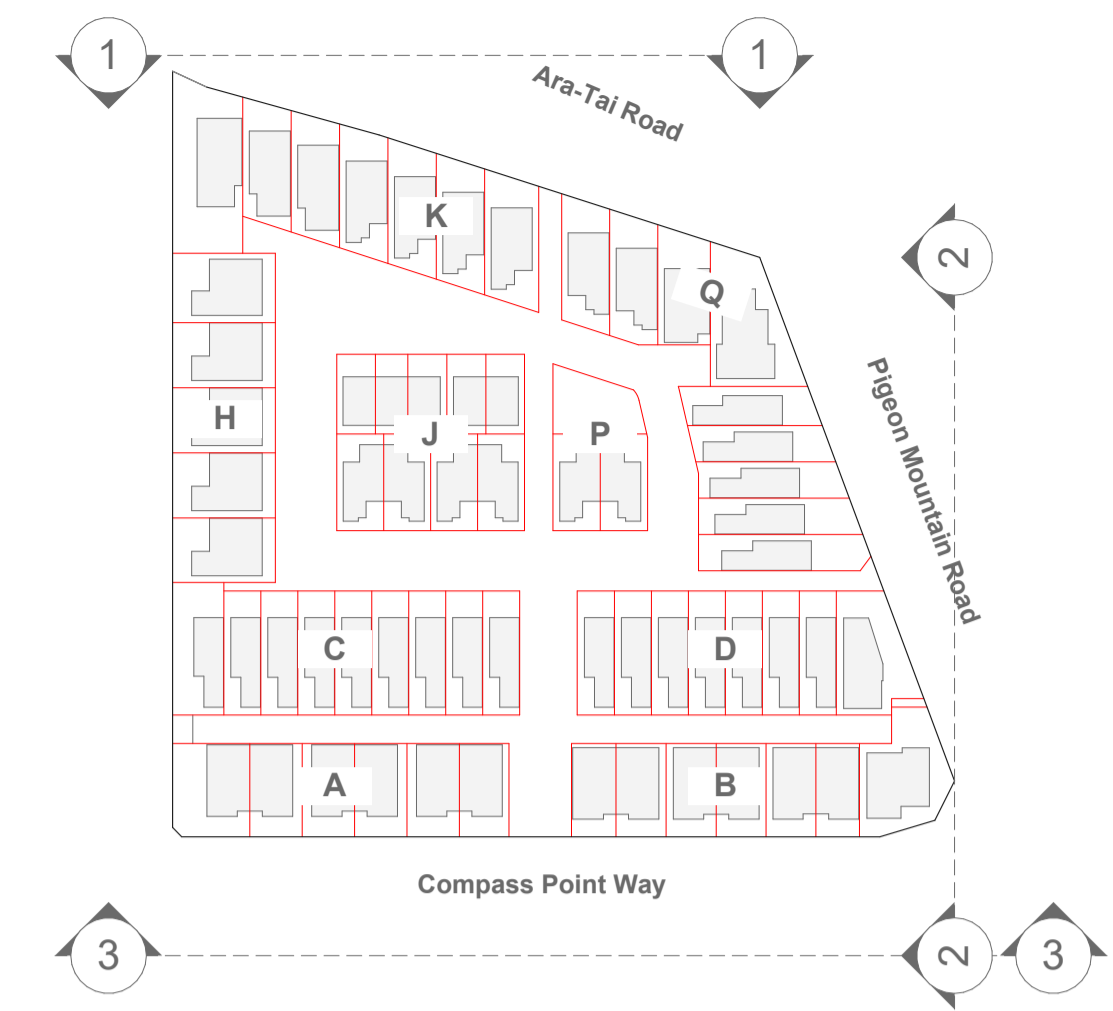 1
1
Ara-Tai Road
K
2
Q
H
J
P
Pigeon Mountain Road
C
D
A
B
Compass Point Way
3
2
3